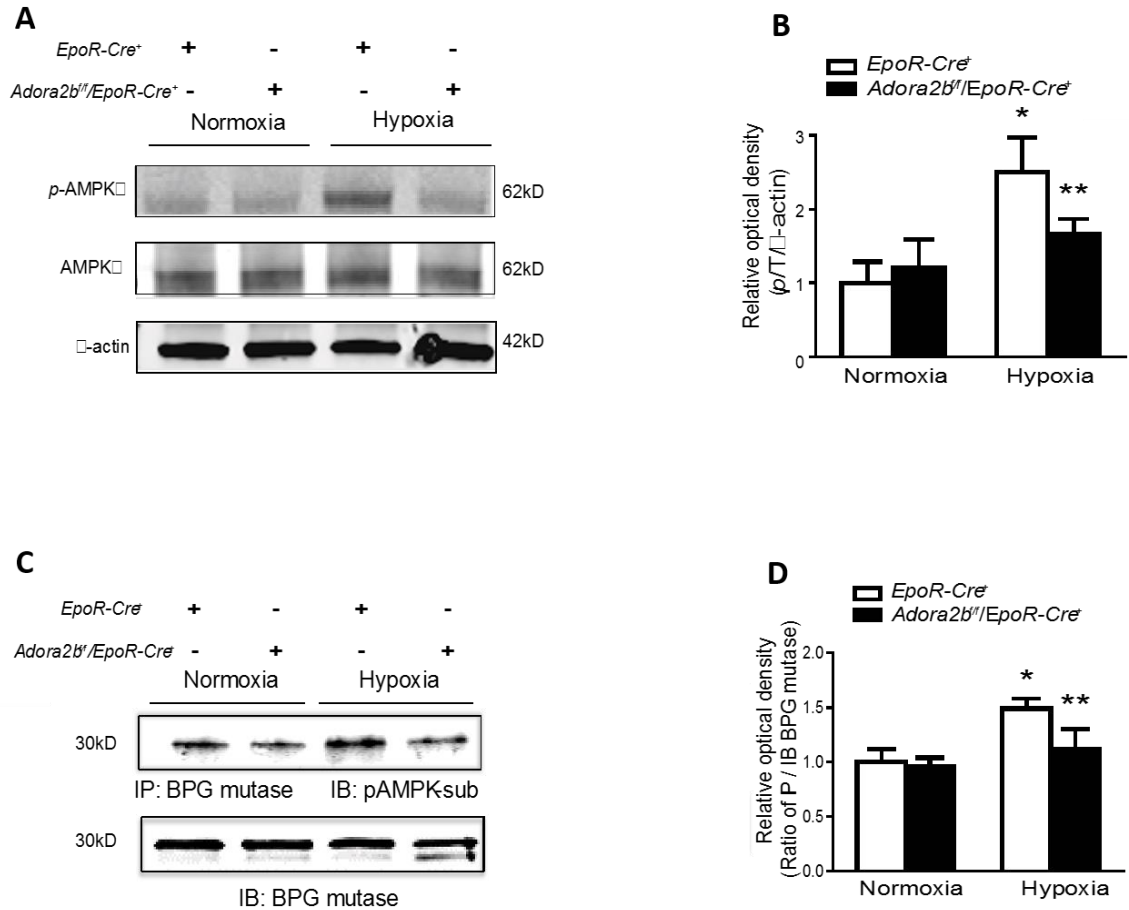 A
EpoR-Cre⁺ + - + -
Adora2bᶠ/ᶠ/EpoR-Cre⁺ - + - +
Normoxia Hypoxia
p-AMPK□ 62kD
AMPK□ 62kD
□-actin 42kD
B
EpoR-Cre⁺
Adora2bᶠ/ᶠ/EpoR-Cre⁺
Relative optical density
(p/T/□-actin)
3
2
1
0
*
**
Normoxia Hypoxia
C
EpoR-Cre⁺ + - + -
Adora2bᶠ/ᶠ/EpoR-Cre⁺ - + - +
Normoxia Hypoxia
30kD
IP: BPG mutase IB: pAMPK-sub
30kD
IB: BPG mutase
D
EpoR-Cre⁺
Adora2bᶠ/ᶠ/EpoR-Cre⁺
Relative optical density
(Ratio of P / IB BPG mutase)
2.0
1.5
1.0
0.5
0.0
*
**
Normoxia Hypoxia